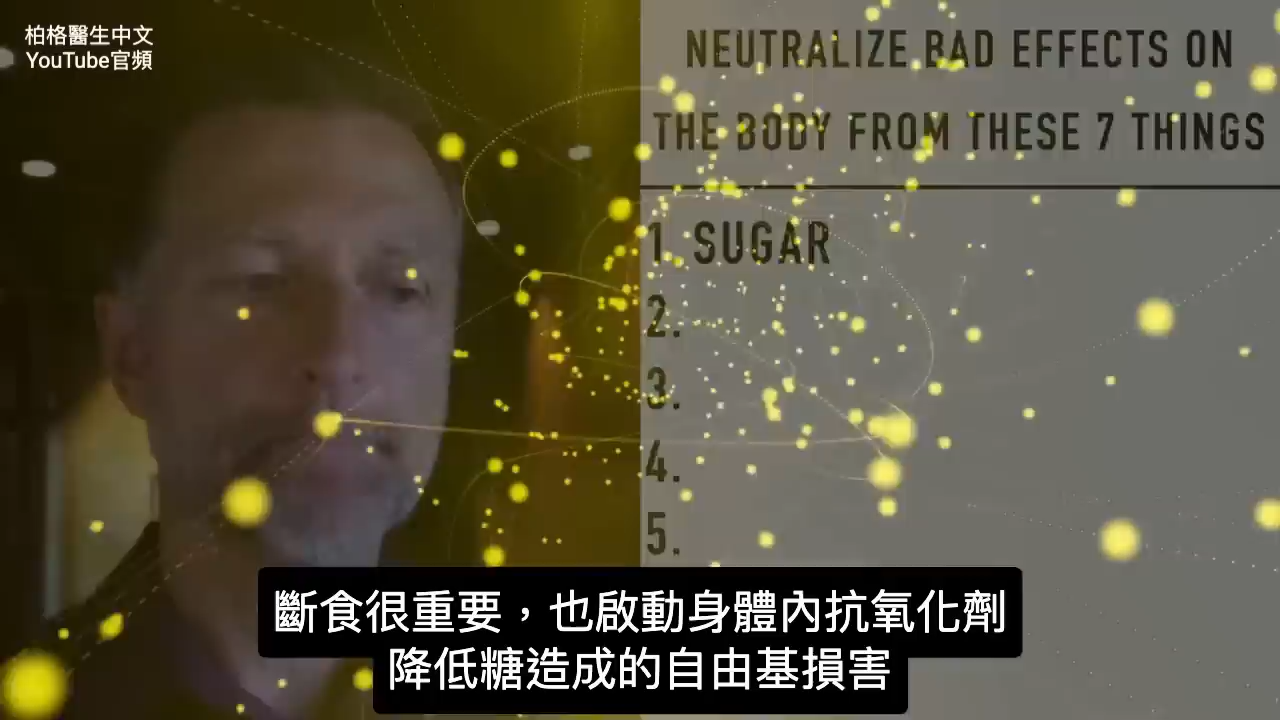 柏格醫生中文
YouTube官頻
NEUTRALIZE BAD EFFECTS ON
THE BODY FROM THESE 7 THINGS
1. SUGAR
2.
3.
4.
5.
斷食很重要，也啟動身體內抗氧化劑
降低糖造成的自由基損害